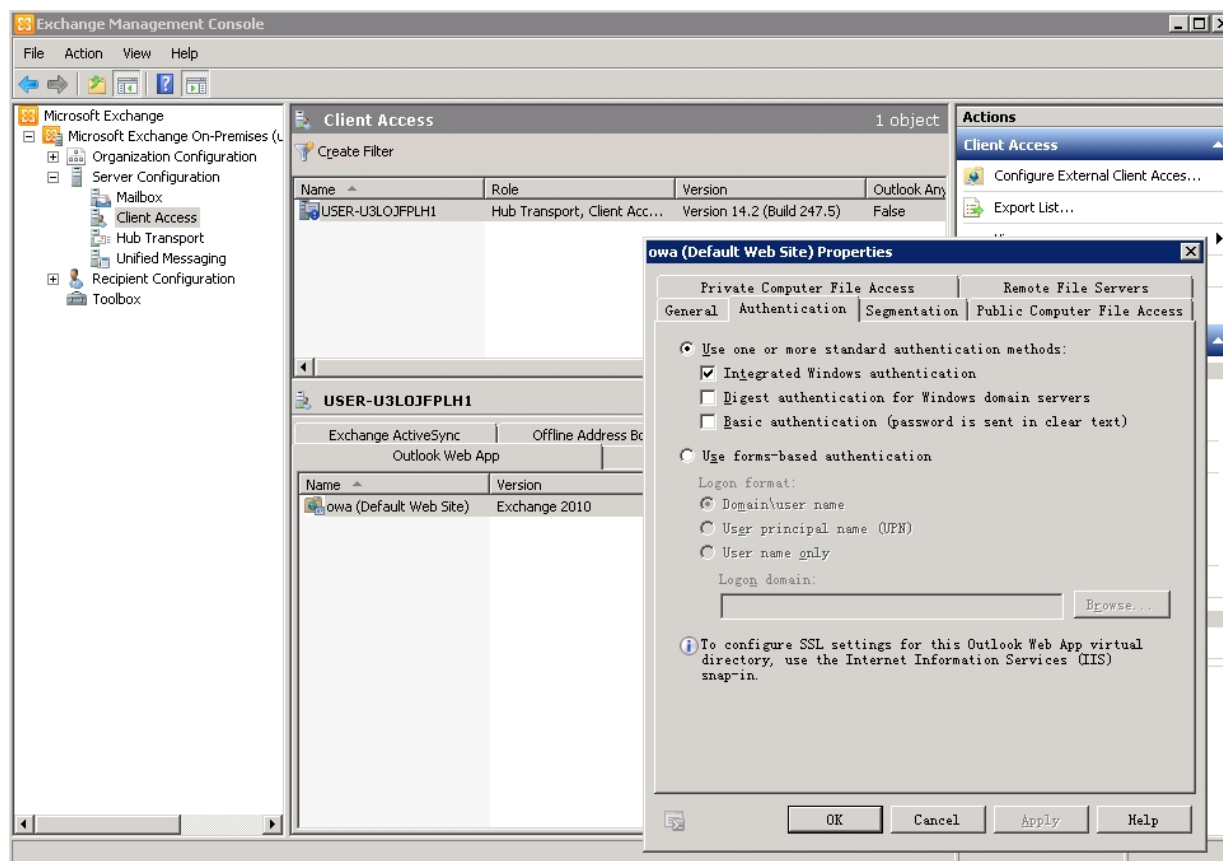 Exchange Management Console
File Action View Help
Microsoft Exchange
Microsoft Exchange On-Premises (u
Organization Configuration
Server Configuration
Mailbox
Client Access
Hub Transport
Unified Messaging
Recipient Configuration
Toolbox
Client Access 1 object
Create Filter
Name Role Version Outlook Any
USER-U3LOJFPLH1 Hub Transport, Client Acc... Version 14.2 (Build 247.5) False
USER-U3LOJFPLH1
Exchange ActiveSync Offline Address Bo
Outlook Web App
Name Version
owa (Default Web Site) Exchange 2010
Actions
Client Access
Configure External Client Acces...
Export List...
owa (Default Web Site) Properties
Private Computer File Access Remote File Servers
General Authentication Segmentation Public Computer File Access
Use one or more standard authentication methods:
Integrated Windows authentication
Digest authentication for Windows domain servers
Basic authentication (password is sent in clear text)
Use forms-based authentication
Logon format:
Domain\user name
User principal name (UPN)
User name only
Logon domain:
Browse...
To configure SSL settings for this Outlook Web App virtual
directory, use the Internet Information Services (IIS)
snap-in.
OK Cancel Apply Help